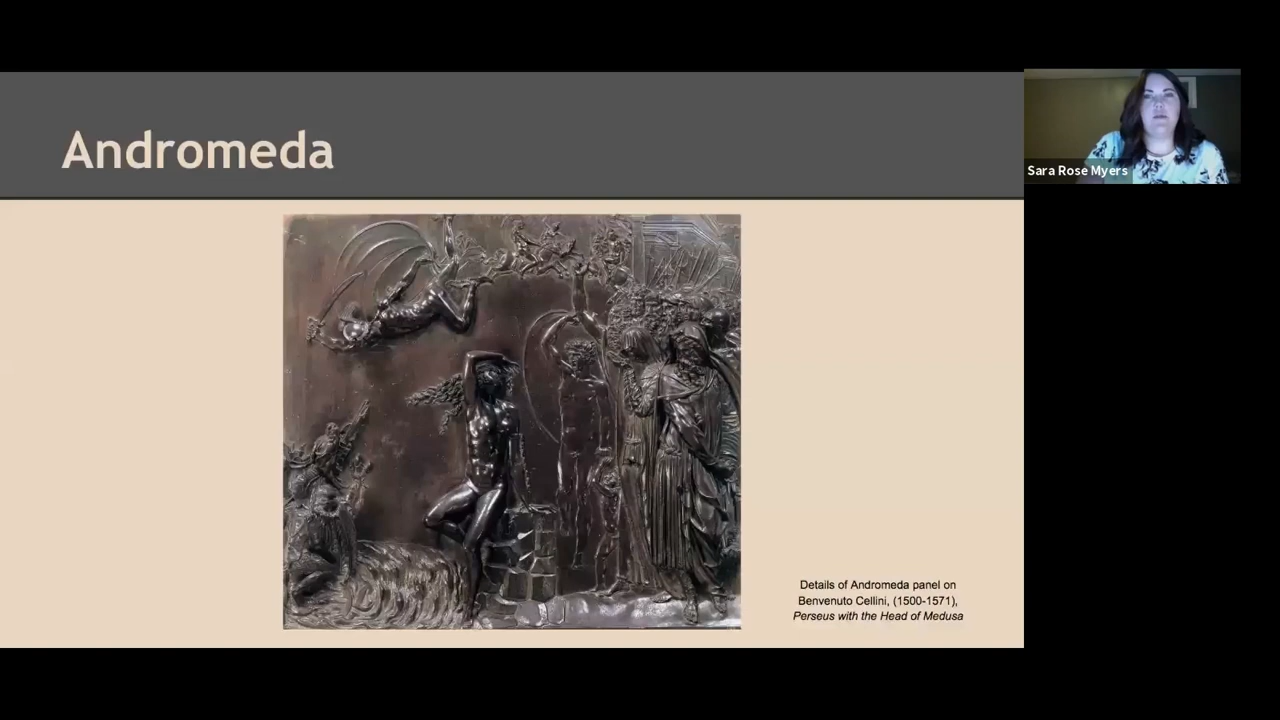 Andromeda
Sara Rose Myers
Details of Andromeda panel on
Benvenuto Cellini, (1500-1571),
Perseus with the Head of Medusa